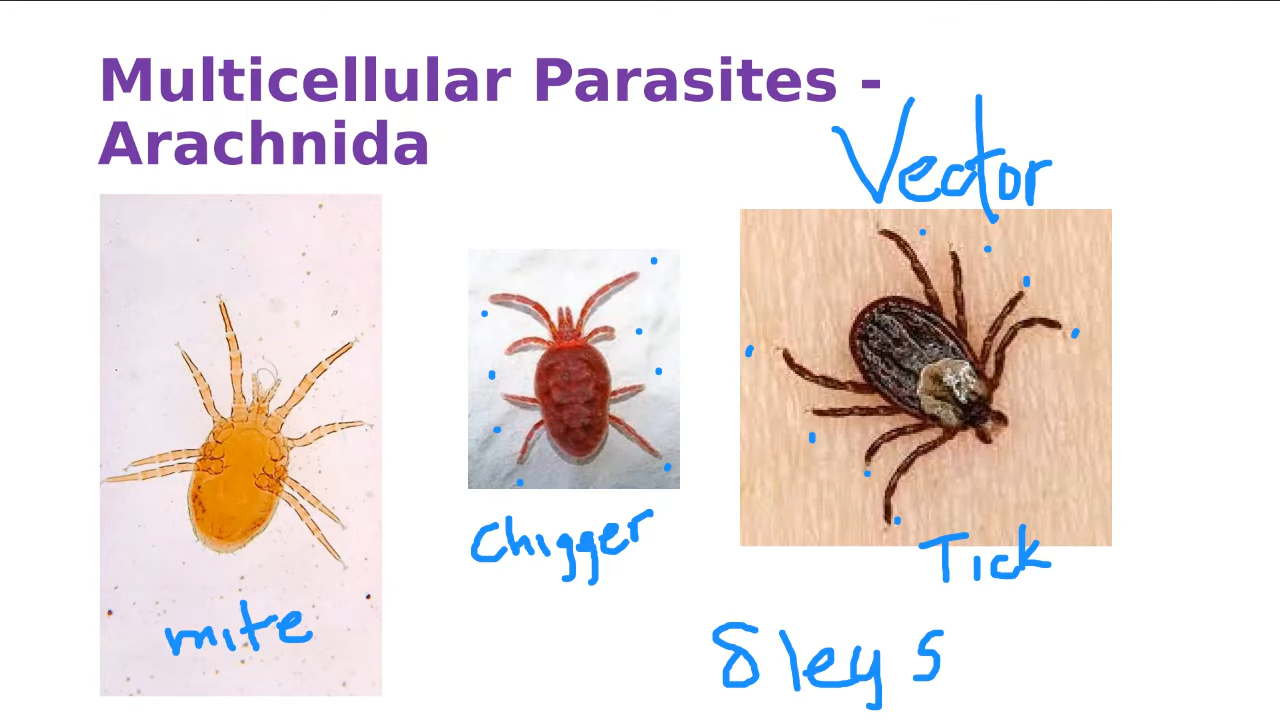 Multicellular Parasites -
Arachnida
Vector
Chigger
Tick
mite
8 legs